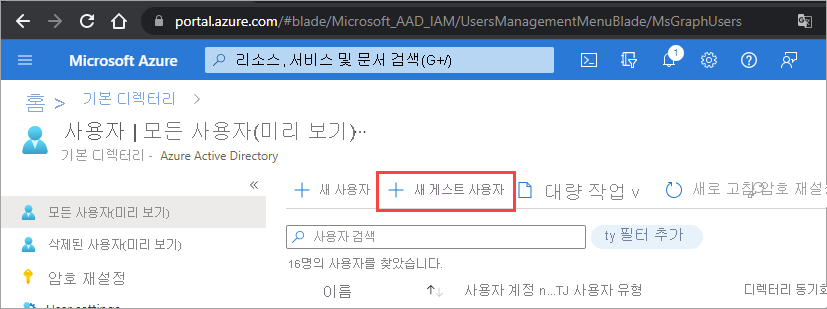 portal.azure.com/#blade/Microsoft_AAD_IAM/UsersManagementMenuBlade/MsGraphUsers
Microsoft Azure
리소스, 서비스 및 문서 검색(G+/)
1
홈 > 기본 디렉터리 >
사용자 | 모든 사용자(미리 보기)···
기본 디렉터리 - Azure Active Directory
«
+ 새 사용자 + 새 게스트 사용자 대량 작업 v 새로 고침 암호 재설정
모든 사용자(미리 보기)
삭제된 사용자(미리 보기)
암호 재설정
User settings
사용자 검색
ty 필터 추가
16명의 사용자를 찾았습니다.
이름 ↑↓ 사용자 계정 n...TJ 사용자 유형 디렉터리 동기화